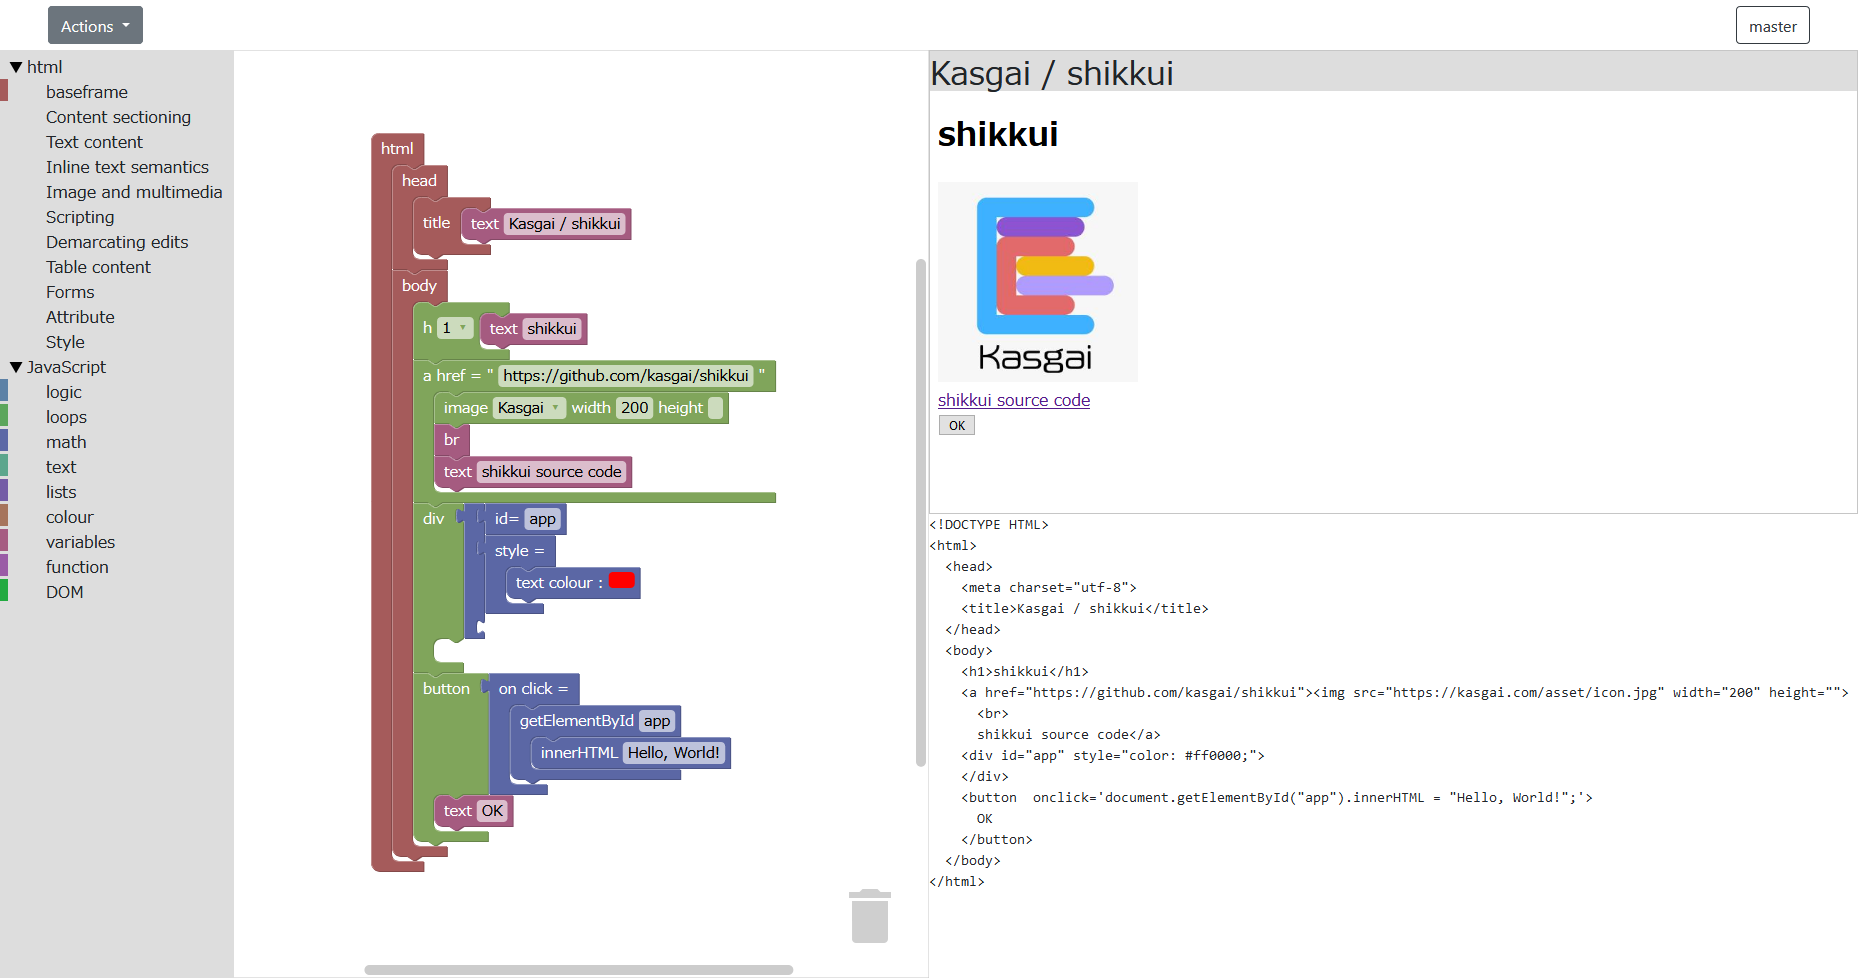 Actions
master
html
baseframe
Content sectioning
Text content
Inline text semantics
Image and multimedia
Scripting
Demarcating edits
Table content
Forms
Attribute
Style
JavaScript
logic
loops
math
text
lists
colour
variables
function
DOM
html
head
title text Kasgai / shikkui
body
h 1 text shikkui
a href = " https://github.com/kasgai/shikkui "
image Kasgai width 200 height
br
text shikkui source code
div id= app
style =
text colour :
button on click =
getElementById app
innerHTML Hello, World!
text OK
Kasgai / shikkui
shikkui
Kasgai
shikkui source code
OK
<!DOCTYPE HTML>
<html>
  <head>
    <meta charset="utf-8">
    <title>Kasgai / shikkui</title>
  </head>
  <body>
    <h1>shikkui</h1>
    <a href="https://github.com/kasgai/shikkui"><img src="https://kasgai.com/asset/icon.jpg" width="200" height="">
      <br>
      shikkui source code</a>
    <div id="app" style="color: #ff0000;">
    </div>
    <button  onclick='document.getElementById("app").innerHTML = "Hello, World!";'>
      OK
    </button>
  </body>
</html>